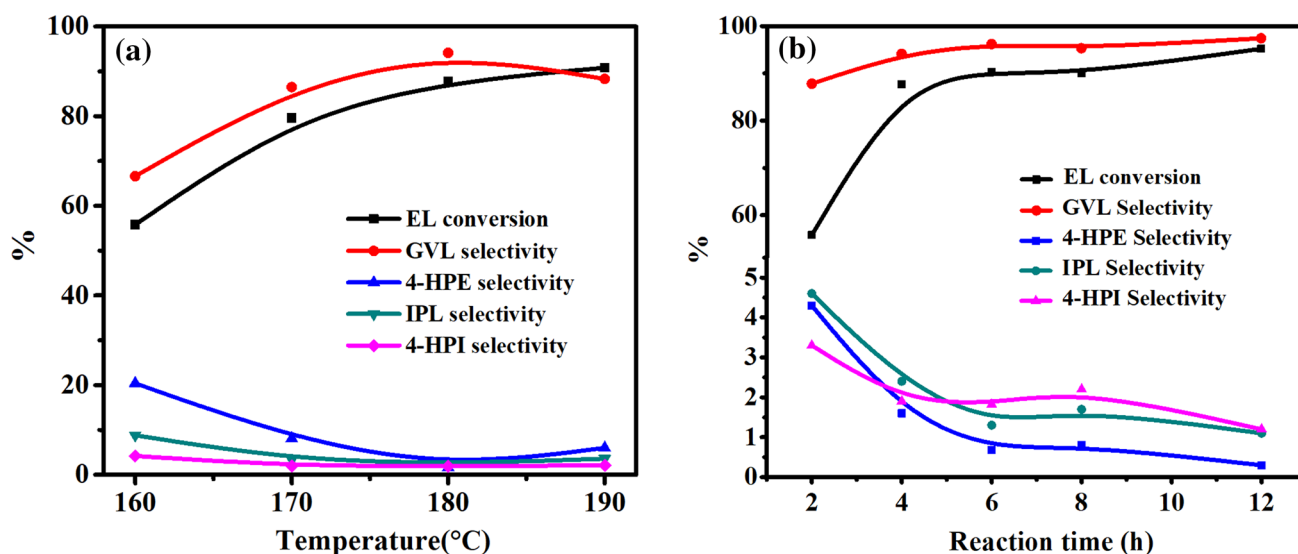 (a)
100
80
60
40
20
0
%
EL conversion
GVL selectivity
4-HPE selectivity
IPL selectivity
4-HPI selectivity
160
170
180
190
Temperature(°C)
(b)
100
80
60
5
4
3
2
1
0
%
EL conversion
GVL Selectivity
4-HPE Selectivity
IPL Selectivity
4-HPI Selectivity
2
4
6
8
10
12
Reaction time (h)